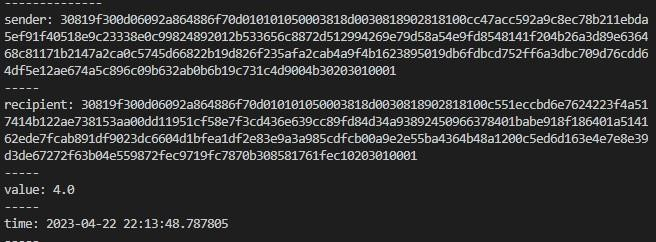 --------------
sender: 30819f300d06092a864886f70d010101050003818d0030818902818100cc47acc592a9c8ec78b211ebda
5ef91f40518e9c23338e0c99824892012b533656c8872d512994269e79d58a54e9fd8548141f204b26a3d89e6364
68c81171b2147a2ca0c5745d66822b19d826f235afa2cab4a9f4b1623895019db6fdbcd752ff6a3dbc709d76cdd6
4df5e12ae674a5c896c09b632ab0b6b19c731c4d9004b30203010001
-----
recipient: 30819f300d06092a864886f70d010101050003818d0030818902818100c551eccbd6e7624223f4a51
7414b122ae738153aa00dd11951cf58e7f3cd436e639cc89fd84d34a93892450966378401babe918f186401a5141
62ede7fcab891df9023dc6604d1bfea1df2e83e9a3a985cdfcb00a9e2e55ba4364b48a1200c5ed6d163e4e7e8e39
d3de67272f63b04e559872fec9719fc7870b308581761fec10203010001
-----
value: 4.0
-----
time: 2023-04-22 22:13:48.787805
-----